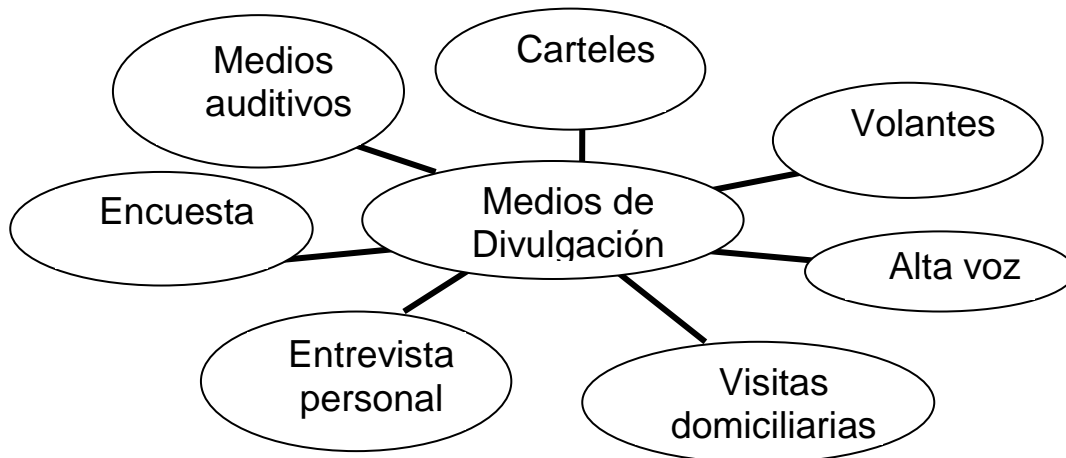 Medios
auditivos
Carteles
Volantes
Encuesta
Medios de
Divulgación
Alta voz
Entrevista
personal
Visitas
domiciliarias